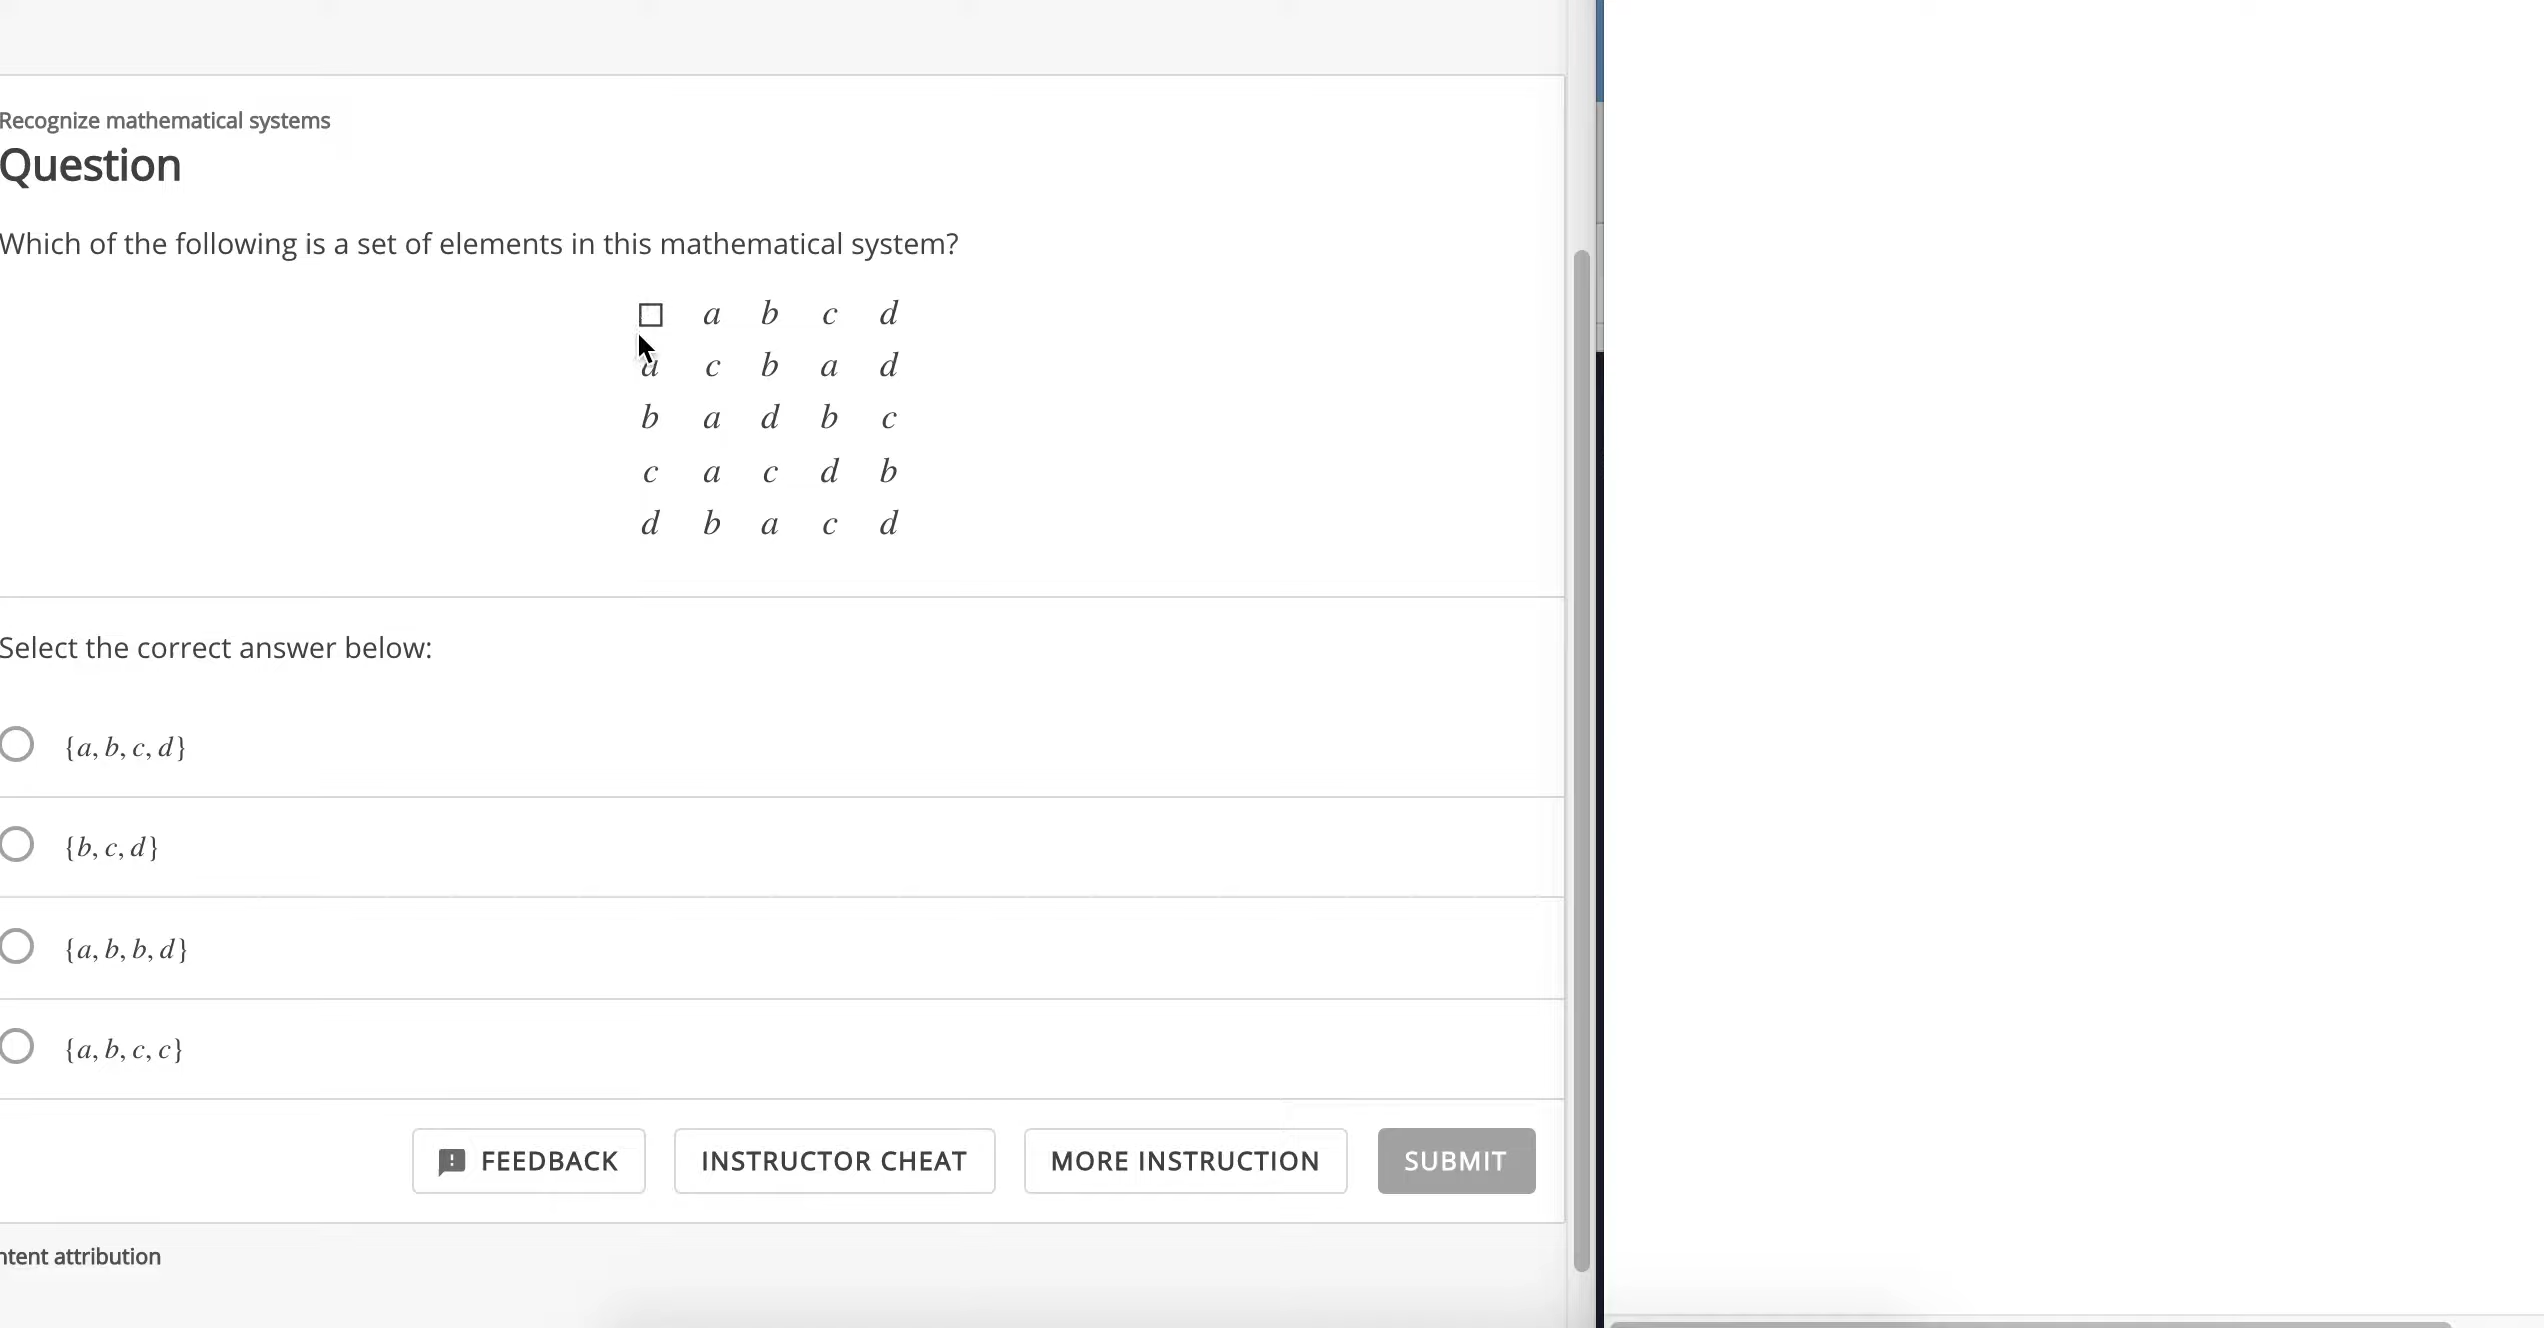 Recognize mathematical systems
Question
Which of the following is a set of elements in this mathematical system?
□ a b c d
a c b a d
b a d b c
c a c d b
d b a c d
Select the correct answer below:
{a, b, c, d}
{b, c, d}
{a, b, b, d}
{a, b, c, c}
FEEDBACK INSTRUCTOR CHEAT MORE INSTRUCTION SUBMIT
ntent attribution